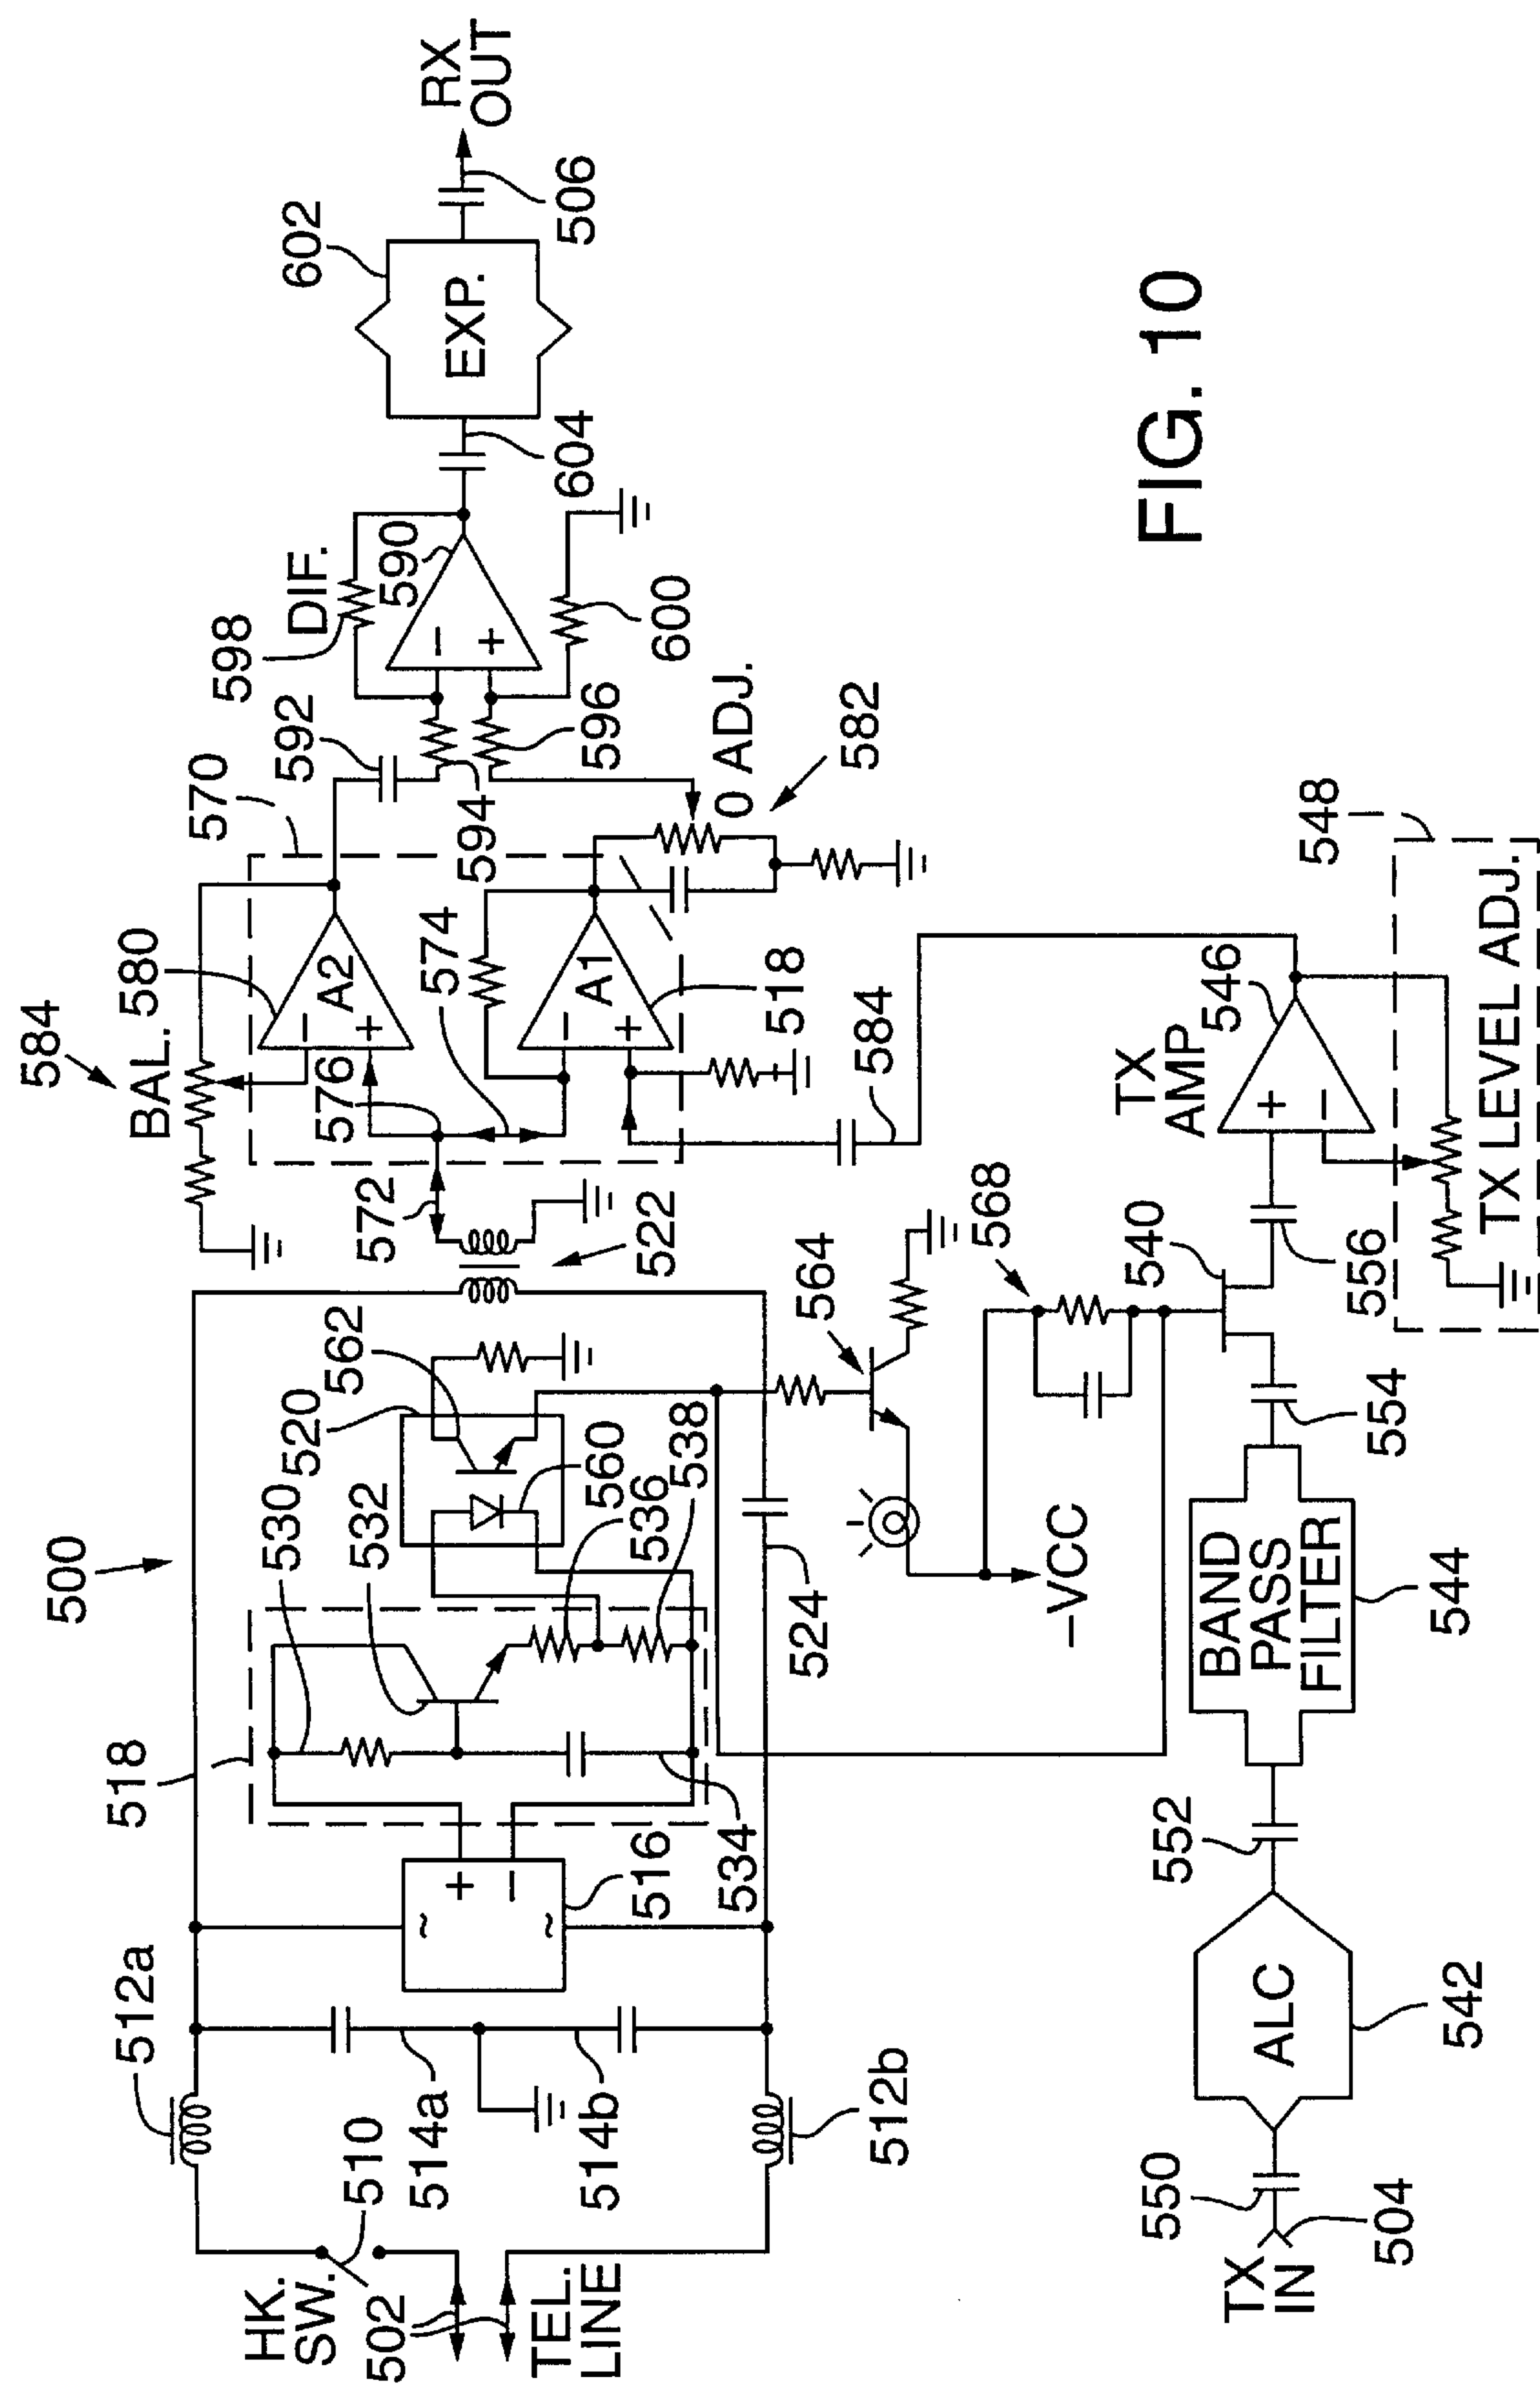 500
512a
518
530
532
520
562
584
BAL.
580
570
592
598
DIF.
602
RX
OUT
HK.
SW.
510
502
TEL.
LINE
514a
514b
512b
~
~
+
−
516
534
536
538
560
524
522
572
576
574
A2
−
+
A1
−
+
518
594
596
590
−
+
604
EXP.
506
600
0 ADJ.
582
584
564
568
−VCC
TX
AMP
546
+
−
540
556
548
TX LEVEL ADJ.
TX
IN
504
550
ALC
542
552
BAND
PASS
FILTER
544
554
FIG. 10